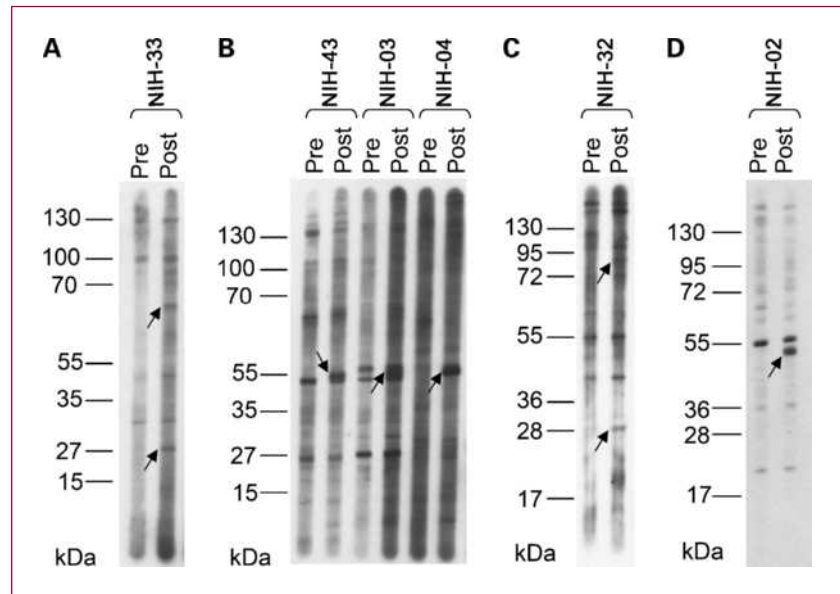 A
NIH-33
Pre Post
130
100
70
55
35
27
15
kDa
B
NIH-43 NIH-03 NIH-04
Pre Post Pre Post Pre Post
130
100
70
55
35
27
15
kDa
C
NIH-32
Pre Post
130
95
72
55
36
28
17
kDa
D
NIH-02
Pre Post
130
95
72
55
36
28
17
kDa